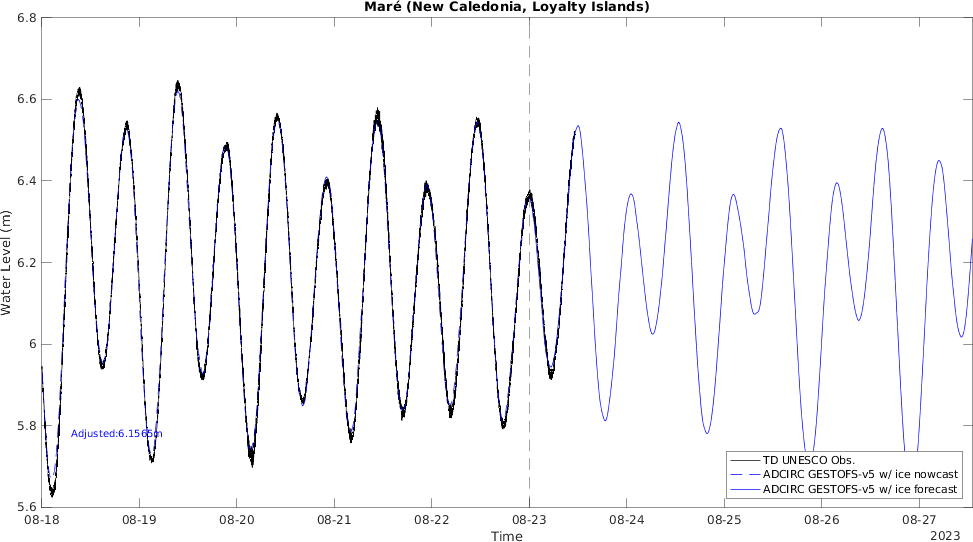 Maré (New Caledonia, Loyalty Islands)
6.8
6.6
6.4
6.2
6
5.8
5.6
Water Level (m)
Adjusted:6.1565m
TD UNESCO Obs.
ADCIRC GESTOFS-v5 w/ ice nowcast
ADCIRC GESTOFS-v5 w/ ice forecast
08-18 08-19 08-20 08-21 08-22 08-23 08-24 08-25 08-26 08-27
Time
2023